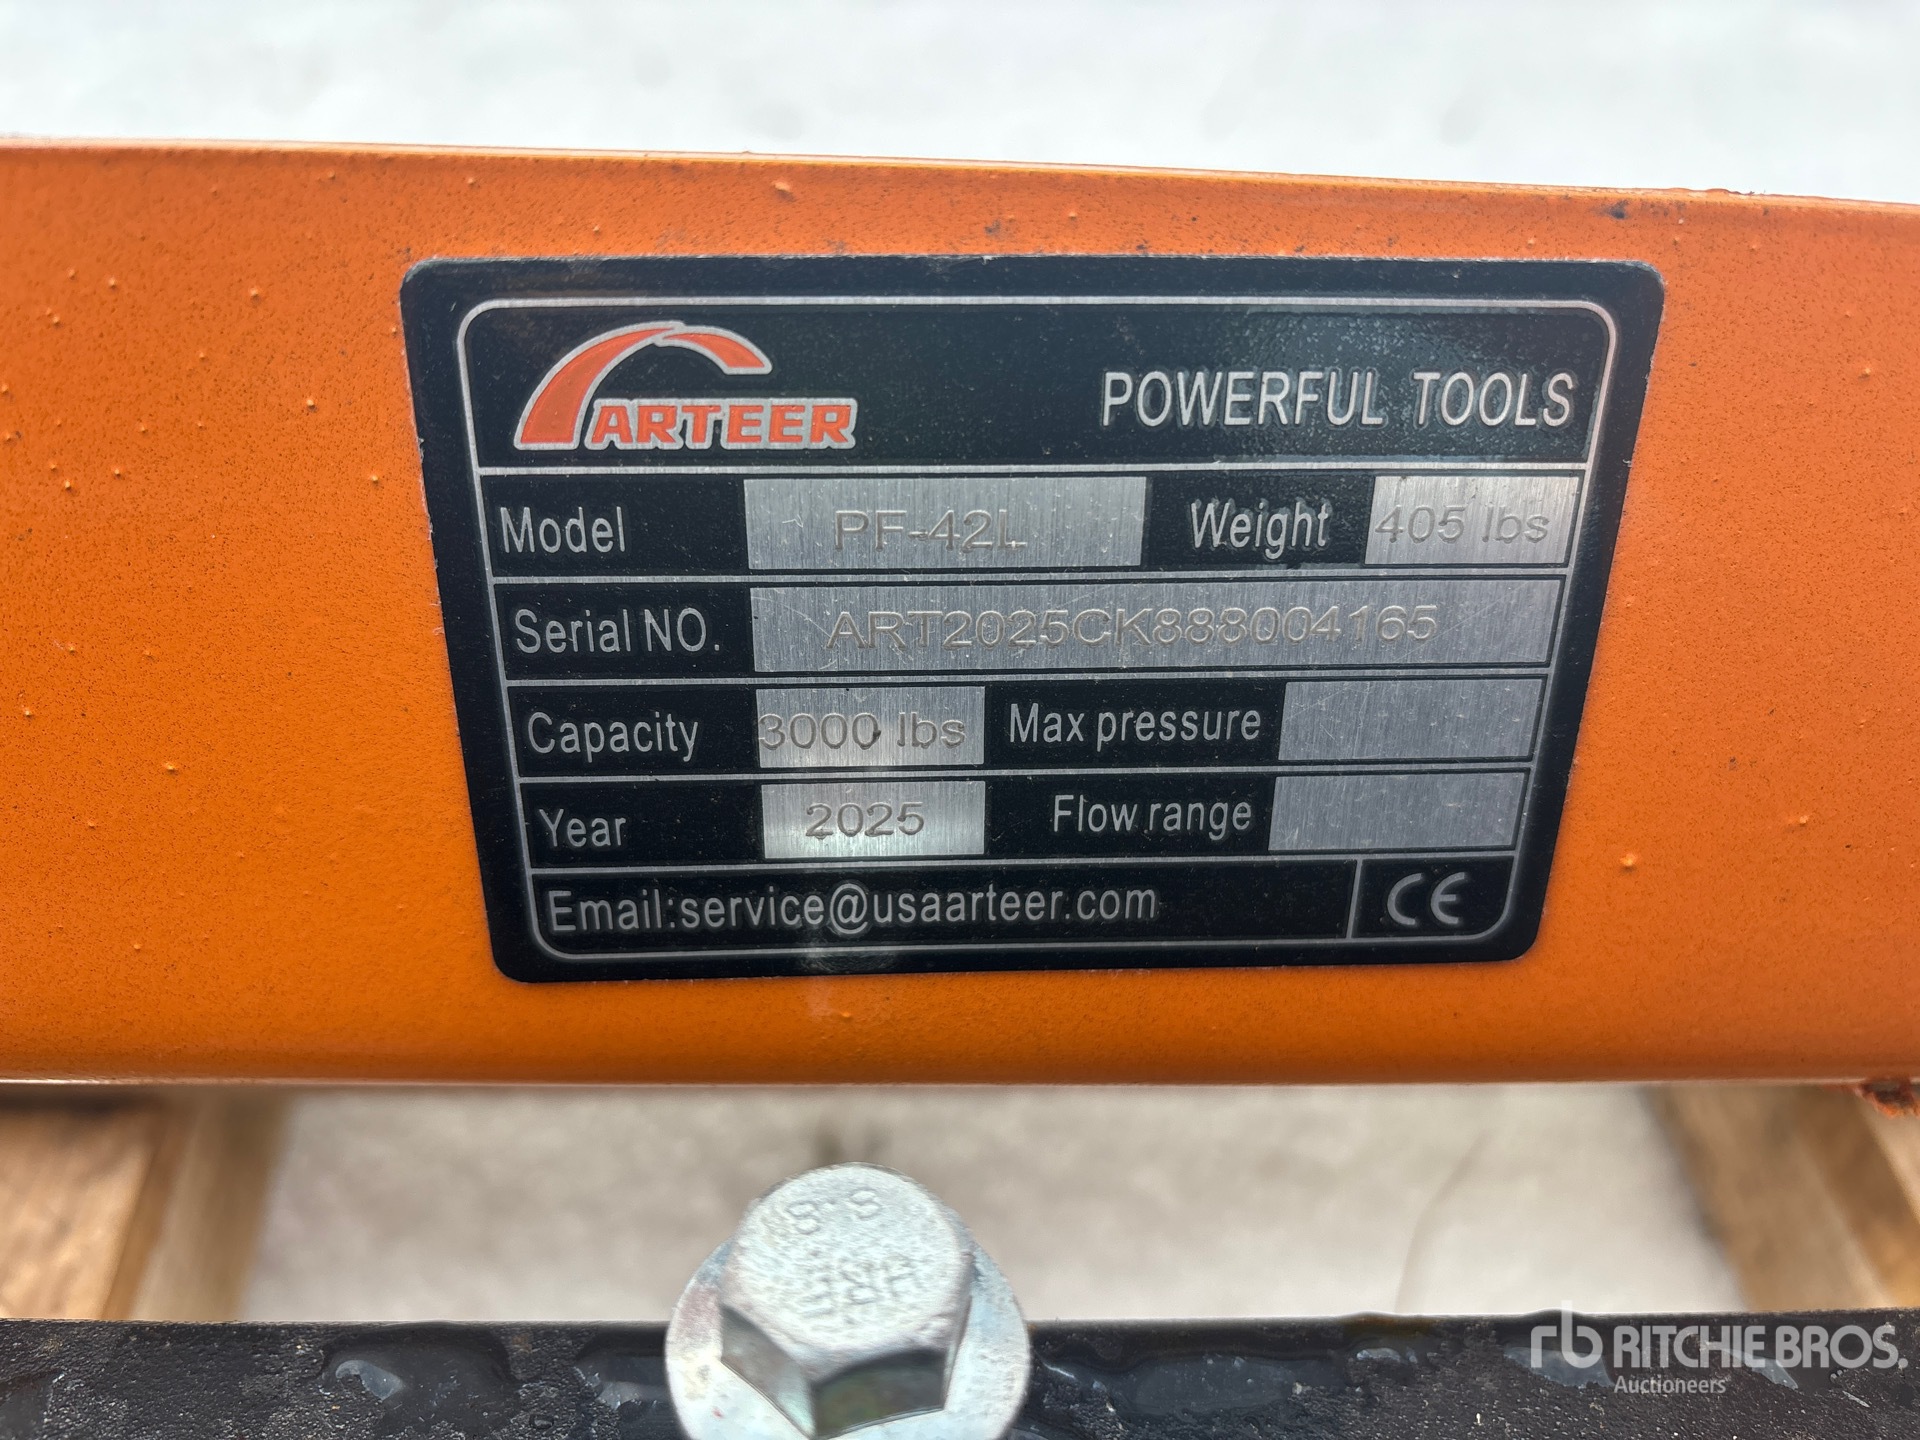 ARTEER POWERFUL TOOLS
Model PF-42L Weight 405 lbs
Serial NO. ART2025CK888004165
Capacity 3000 lbs Max pressure
Year 2025 Flow range
Email:service@usaarteer.com CE
8.8
rb RITCHIE BROS.
Auctioneers